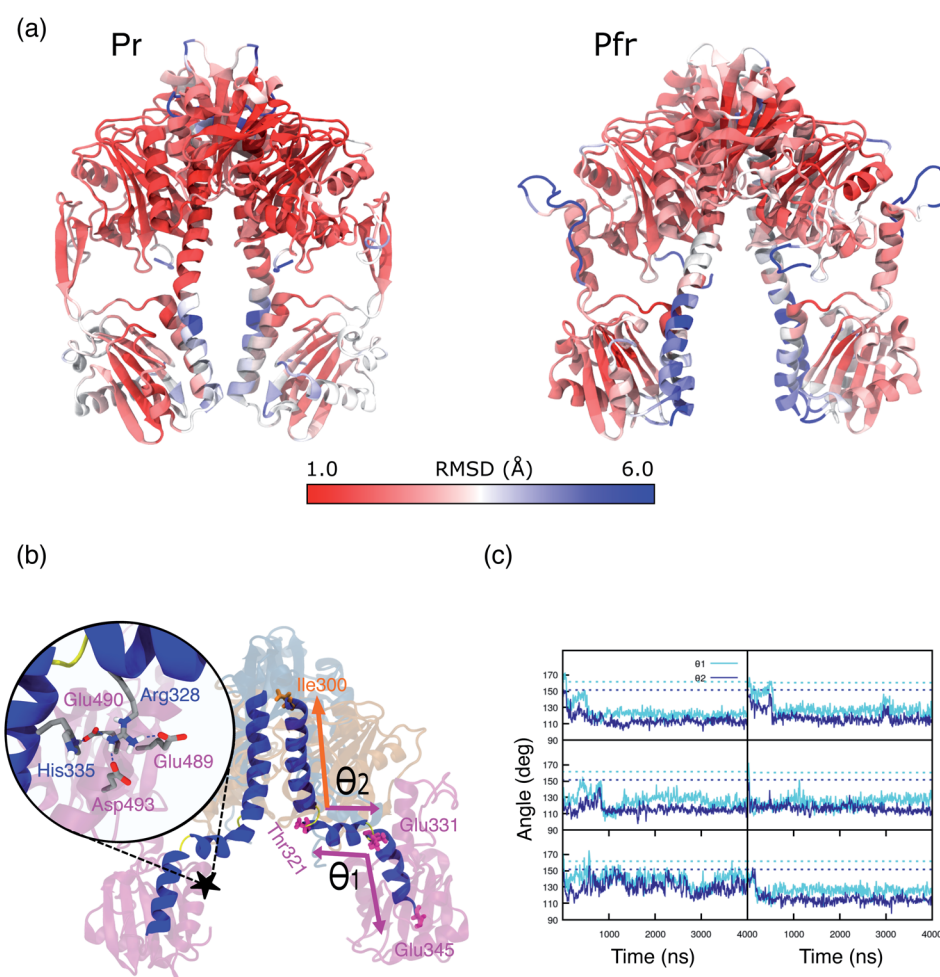 (a)
Pr
Pfr
1.0 RMSD (Å) 6.0
(b)
(c)
Ile300
Glu490
Arg328
His335
Glu489
Asp493
θ2
Glu331
Thr321
θ1
Glu345
θ1
θ2
170
150
130
110
90
170
150
130
110
90
170
150
130
110
90
Angle (deg)
0 1000 2000 3000 4000 1000 2000 3000 4000
Time (ns) Time (ns)